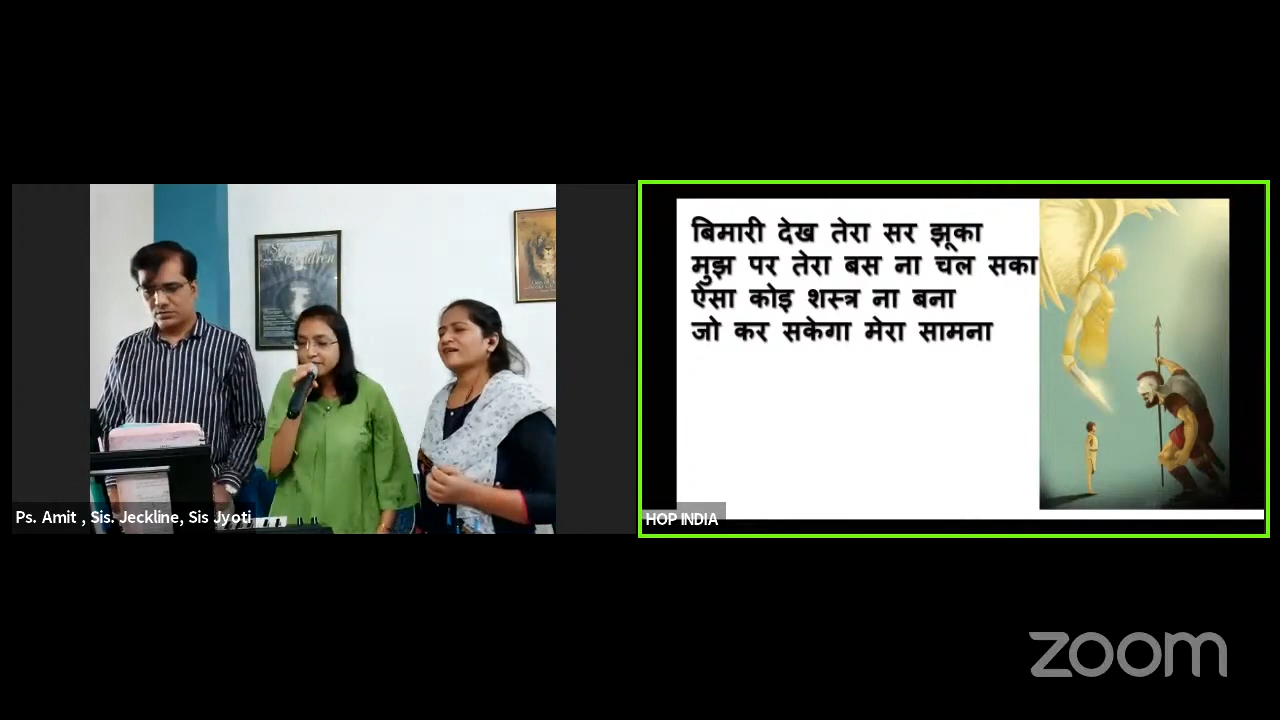 Ps. Amit , Sis. Jeckline, Sis Jyoti
बिमारी देख तेरा सर झूका
मुझ पर तेरा बस ना चल सका
ऐसा कोइ शस्त्र ना बना
जो कर सकेगा मेरा सामना
HOP INDIA
zoom